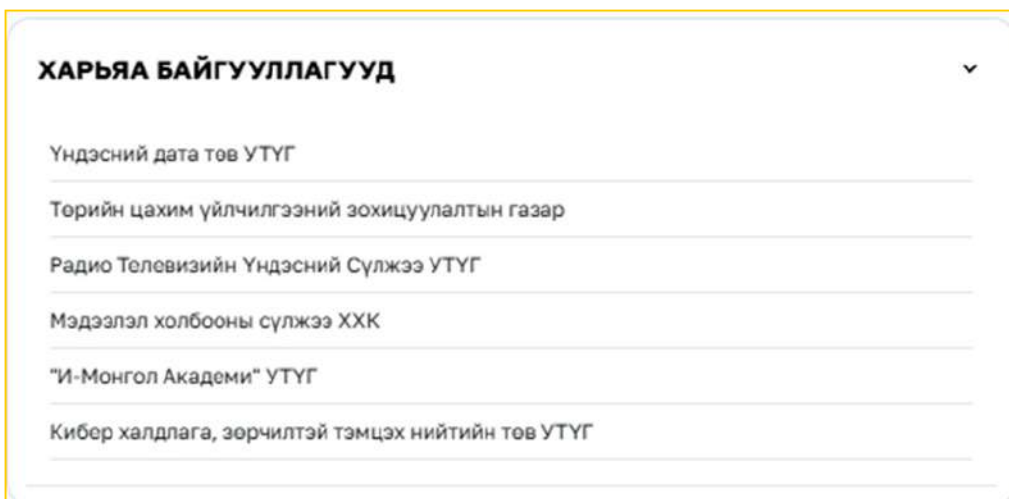 ХАРЬЯА БАЙГУУЛЛАГУУД
Үндэсний дата төв УТҮГ
Төрийн цахим үйлчилгээний зохицуулалтын газар
Радио Телевизийн Үндэсний Сүлжээ УТҮГ
Мэдээлэл холбооны сүлжээ ХХК
"И-Монгол Академи" УТҮГ
Кибер халдлага, зөрчилтэй тэмцэх нийтийн төв УТҮГ